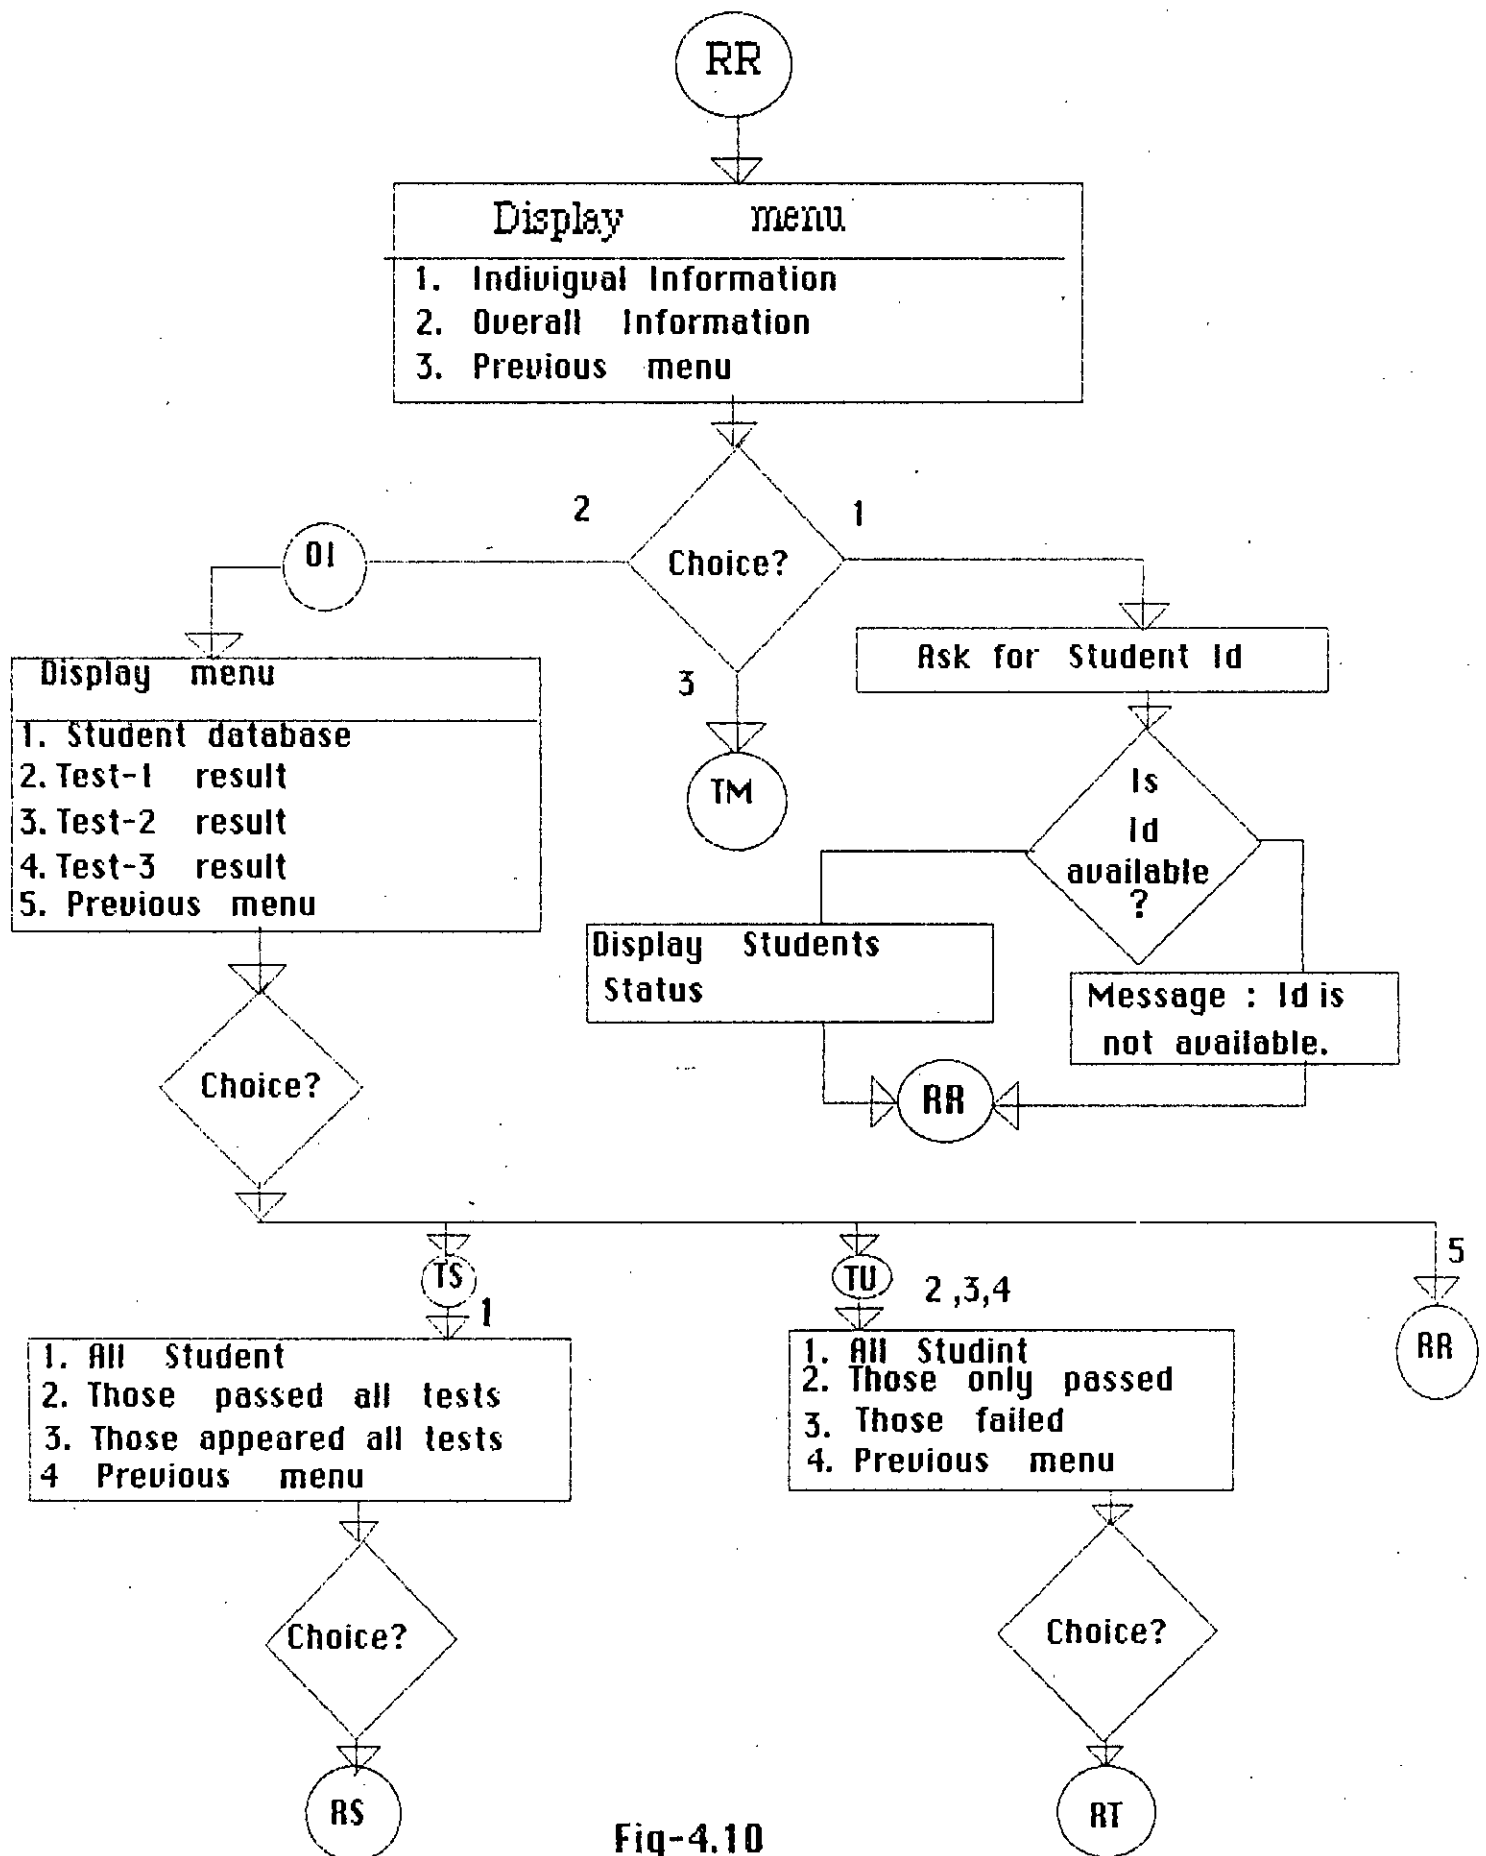 RR
Display menu
1. Indivigual Information
2. Overall Information
3. Previous menu
2
1
OI
Choice?
3
Ask for Student Id
Display menu
1. Student database
2. Test-1 result
3. Test-2 result
4. Test-3 result
5. Previous menu
TM
Is
Id
available
?
Display Students
Status
Message : Id is
not available.
Choice?
RR
5
TS
TU
2 ,3,4
1
RR
1. All Student
2. Those passed all tests
3. Those appeared all tests
4 Previous menu
1. All Studint
2. Those only passed
3. Those failed
4. Previous menu
Choice?
Choice?
RS
RT
Fig-4.10